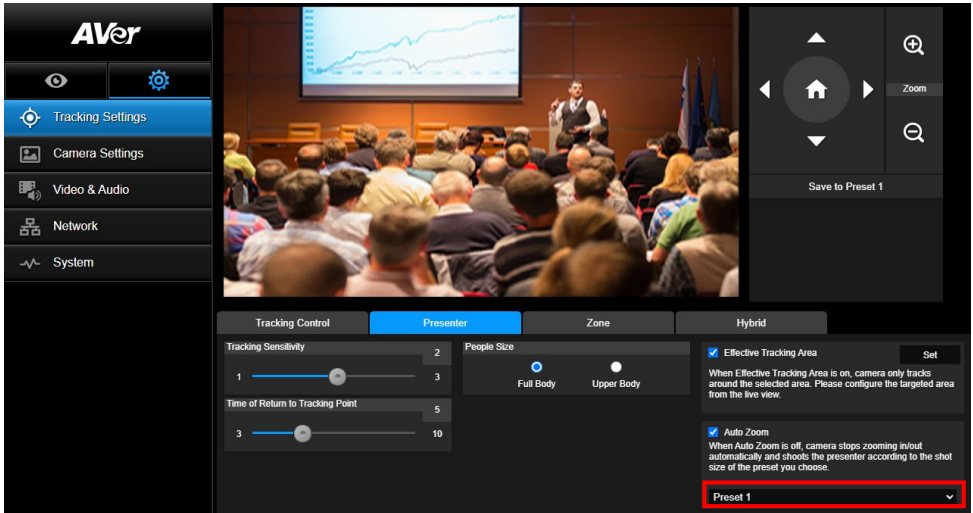 AVer
Tracking Settings
Camera Settings
Video & Audio
Network
System
Zoom
Save to Preset 1
Tracking Control
Presenter
Zone
Hybrid
Tracking Sensitivity
2
1
3
Time of Return to Tracking Point
5
3
10
People Size
Full Body
Upper Body
Effective Tracking Area
Set
When Effective Tracking Area is on, camera only tracks
around the selected area. Please configure the targeted area
from the live view.
Auto Zoom
When Auto Zoom is off, camera stops zooming in/out
automatically and shoots the presenter according to the shot
size of the preset you choose.
Preset 1